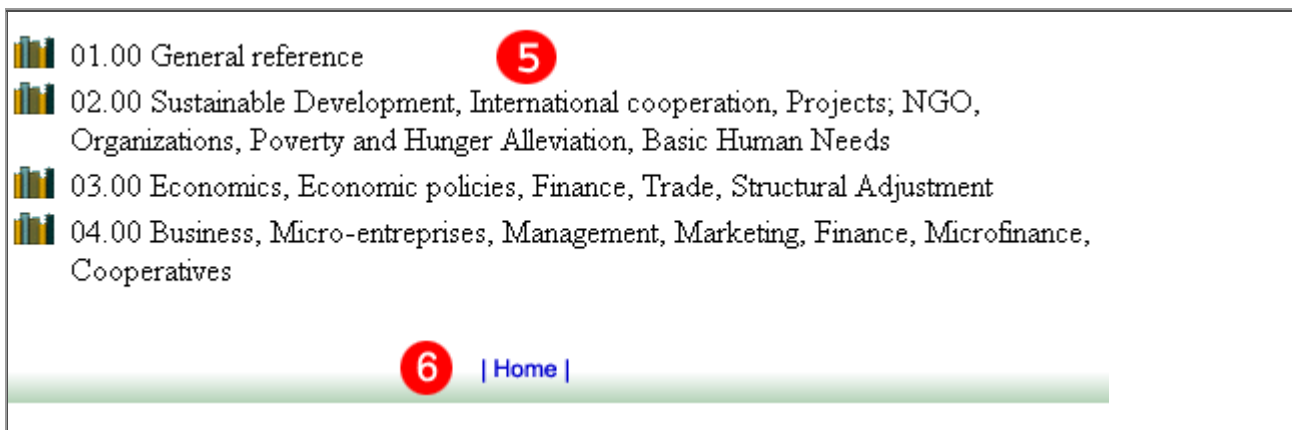 01.00 General reference 5
02.00 Sustainable Development, International cooperation, Projects; NGO,
Organizations, Poverty and Hunger Alleviation, Basic Human Needs
03.00 Economics, Economic policies, Finance, Trade, Structural Adjustment
04.00 Business, Micro-entreprises, Management, Marketing, Finance, Microfinance,
Cooperatives
6 | Home |